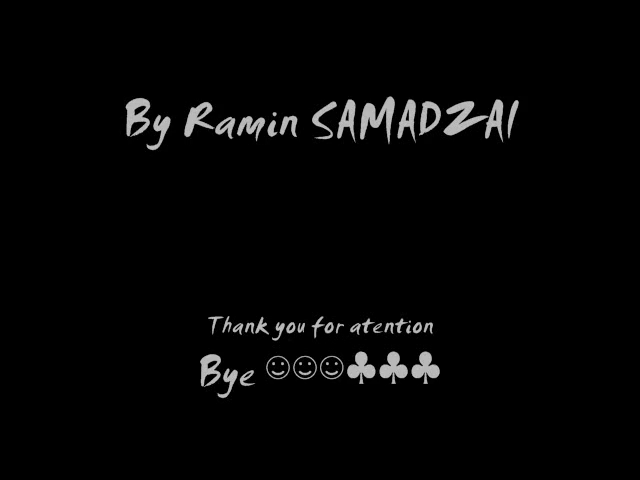 By Ramin SAMADZAI
Thank you for atention
Bye ☺☺☺♣♣♣